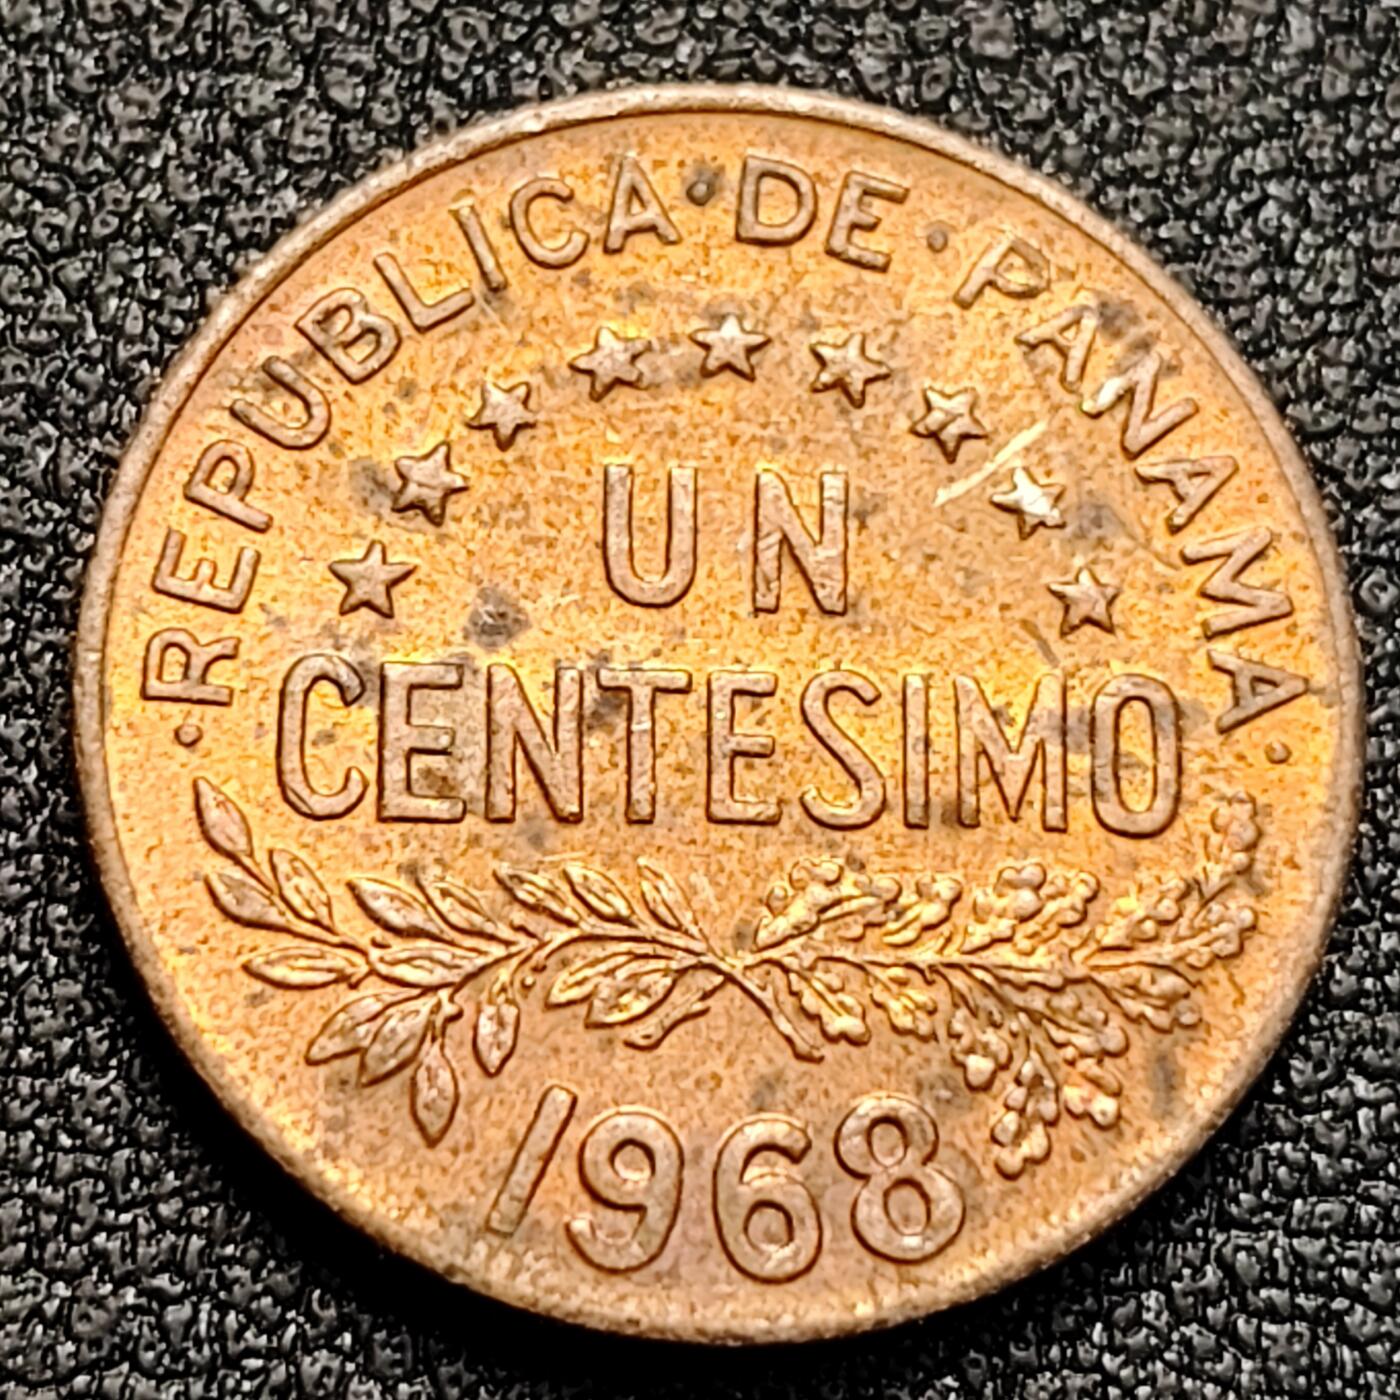 ·REPUBLICA·DE·PANAMA·
UN
CENTESIMO
1968